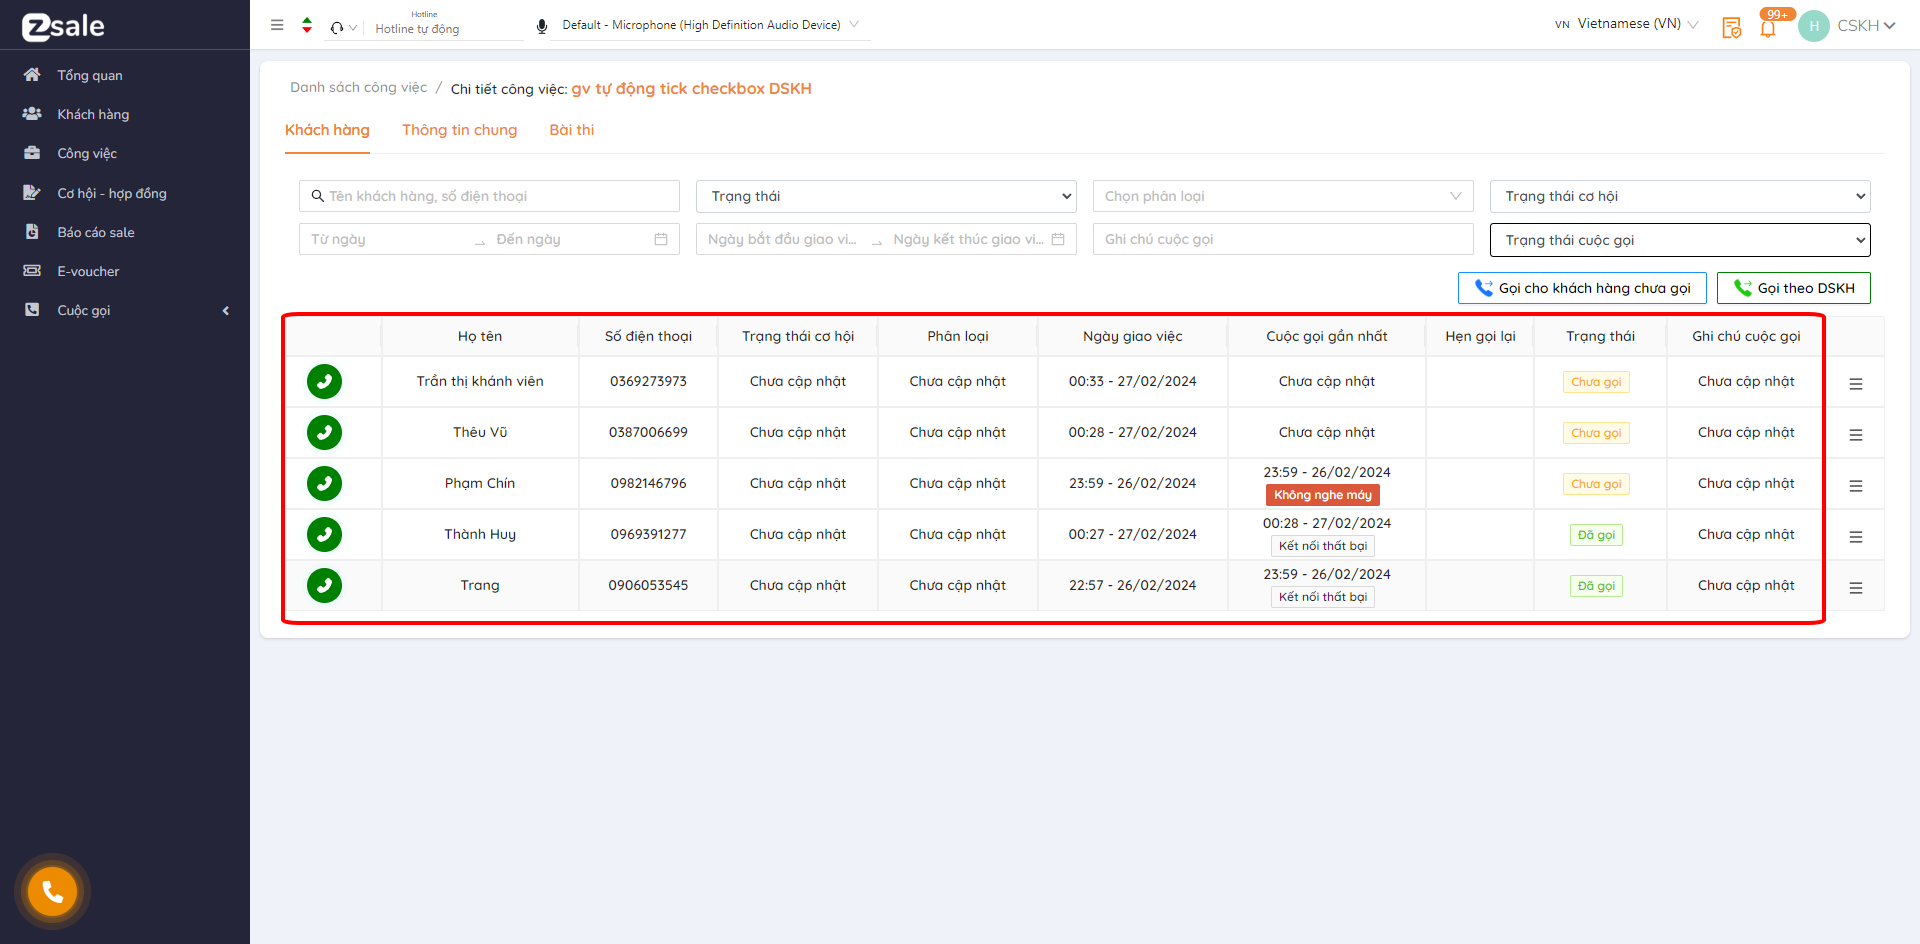 Zsale
Hotline
Hotline tự động
Default - Microphone (High Definition Audio Device)
VN Vietnamese (VN)
99+
H
CSKH
Tổng quan
Khách hàng
Công việc
Cơ hội - hợp đồng
Báo cáo sale
E-voucher
Cuộc gọi
Danh sách công việc / Chi tiết công việc: gv tự động tick checkbox DSKH
Khách hàng Thông tin chung Bài thi
Tên khách hàng, số điện thoại Trạng thái Chọn phân loại Trạng thái cơ hội
Từ ngày Đến ngày Ngày bắt đầu giao vi... Ngày kết thúc giao vi... Ghi chú cuộc gọi Trạng thái cuộc gọi
Gọi cho khách hàng chưa gọi Gọi theo DSKH
Họ tên Số điện thoại Trạng thái cơ hội Phân loại Ngày giao việc Cuộc gọi gần nhất Hẹn gọi lại Trạng thái Ghi chú cuộc gọi
Trần thị khánh viên 0369273973 Chưa cập nhật Chưa cập nhật 00:33 - 27/02/2024 Chưa cập nhật Chưa gọi Chưa cập nhật
Thêu Vũ 0387006699 Chưa cập nhật Chưa cập nhật 00:28 - 27/02/2024 Chưa cập nhật Chưa gọi Chưa cập nhật
Phạm Chín 0982146796 Chưa cập nhật Chưa cập nhật 23:59 - 26/02/2024 23:59 - 26/02/2024 Chưa gọi Chưa cập nhật
Không nghe máy
Thành Huy 0969391277 Chưa cập nhật Chưa cập nhật 00:27 - 27/02/2024 00:28 - 27/02/2024 Đã gọi Chưa cập nhật
Kết nối thất bại
Trang 0906053545 Chưa cập nhật Chưa cập nhật 22:57 - 26/02/2024 23:59 - 26/02/2024 Đã gọi Chưa cập nhật
Kết nối thất bại